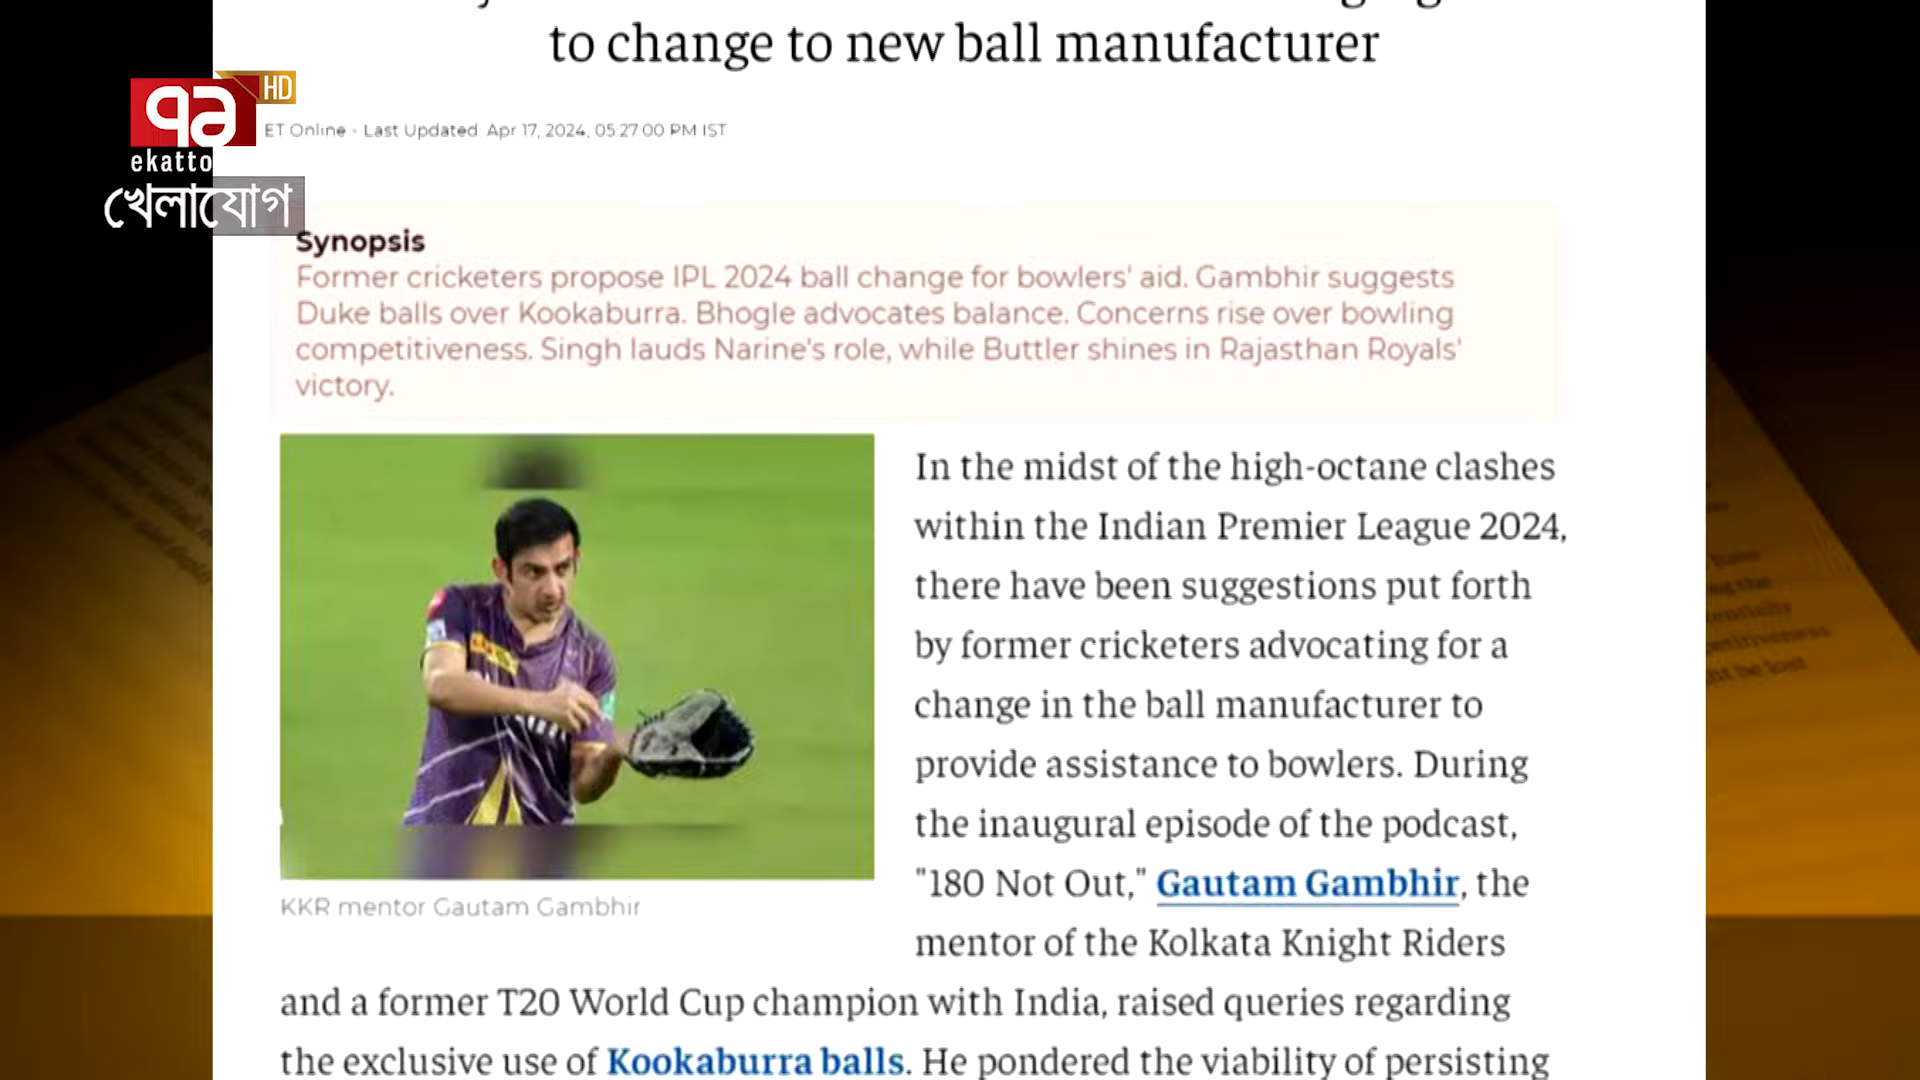 to change to new ball manufacturer
HD
৭a
ekatto
খেলাযোগ
ET Online - Last Updated: Apr 17, 2024, 05:27:00 PM IST
Synopsis
Former cricketers propose IPL 2024 ball change for bowlers' aid. Gambhir suggests
Duke balls over Kookaburra. Bhogle advocates balance. Concerns rise over bowling
competitiveness. Singh lauds Narine's role, while Buttler shines in Rajasthan Royals'
victory.
In the midst of the high-octane clashes
within the Indian Premier League 2024,
there have been suggestions put forth
by former cricketers advocating for a
change in the ball manufacturer to
provide assistance to bowlers. During
the inaugural episode of the podcast,
"180 Not Out," Gautam Gambhir, the
mentor of the Kolkata Knight Riders
KKR mentor Gautam Gambhir
and a former T20 World Cup champion with India, raised queries regarding
the exclusive use of Kookaburra balls. He pondered the viability of persisting